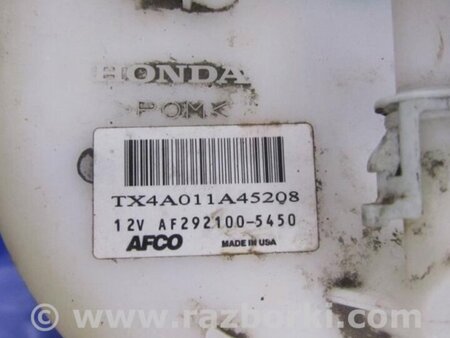 HONDA
>POM<
TX4A011A45208
12V AF292100-5450
AFCO MADE IN USA
© www.razborki.com